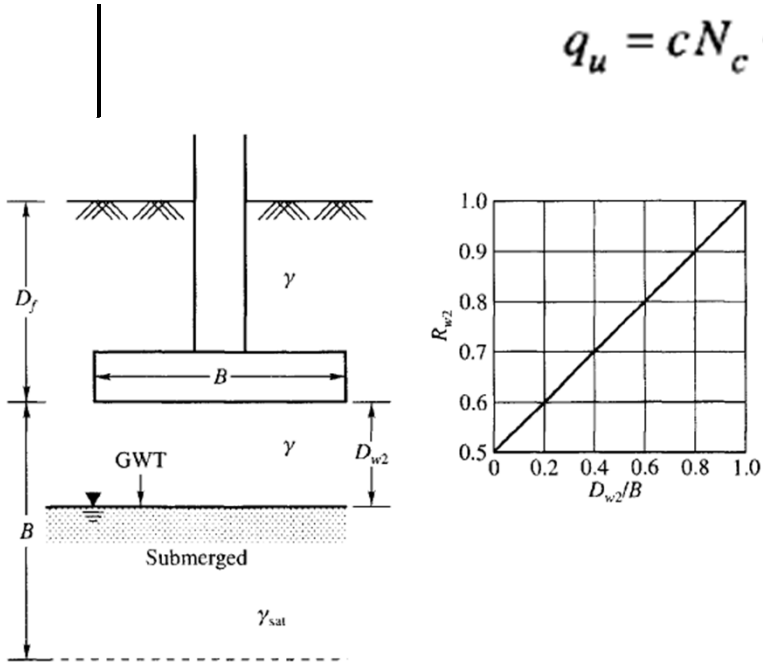 q_u = cN_c
γ
D_f
B
γ
D_w2
GWT
B
Submerged
γ_sat
1.0
0.9
0.8
0.7
0.6
0.5
R_w2
0 0.2 0.4 0.6 0.8 1.0
D_w2/B